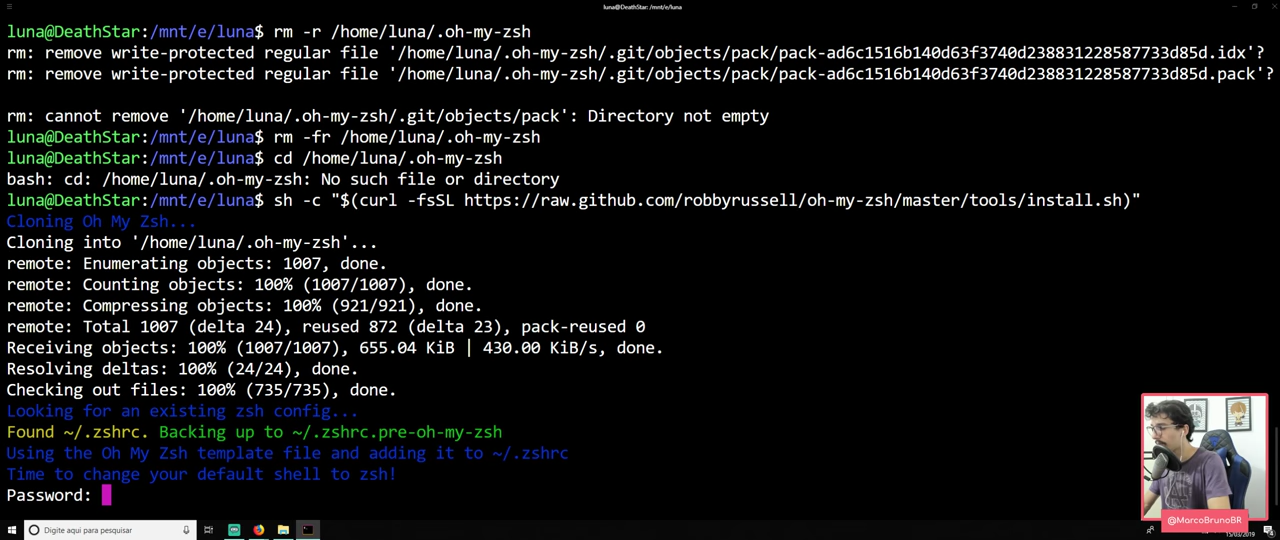 luna@DeathStar: /mnt/e/luna
luna@DeathStar:/mnt/e/luna$ rm -r /home/luna/.oh-my-zsh
rm: remove write-protected regular file '/home/luna/.oh-my-zsh/.git/objects/pack/pack-ad6c1516b140d63f3740d238831228587733d85d.idx'?
rm: remove write-protected regular file '/home/luna/.oh-my-zsh/.git/objects/pack/pack-ad6c1516b140d63f3740d238831228587733d85d.pack'?
rm: cannot remove '/home/luna/.oh-my-zsh/.git/objects/pack': Directory not empty
luna@DeathStar:/mnt/e/luna$ rm -fr /home/luna/.oh-my-zsh
luna@DeathStar:/mnt/e/luna$ cd /home/luna/.oh-my-zsh
bash: cd: /home/luna/.oh-my-zsh: No such file or directory
luna@DeathStar:/mnt/e/luna$ sh -c "$(curl -fsSL https://raw.github.com/robbyrussell/oh-my-zsh/master/tools/install.sh)"
Cloning Oh My Zsh...
Cloning into '/home/luna/.oh-my-zsh'...
remote: Enumerating objects: 1007, done.
remote: Counting objects: 100% (1007/1007), done.
remote: Compressing objects: 100% (921/921), done.
remote: Total 1007 (delta 24), reused 872 (delta 23), pack-reused 0
Receiving objects: 100% (1007/1007), 655.04 KiB | 430.00 KiB/s, done.
Resolving deltas: 100% (24/24), done.
Checking out files: 100% (735/735), done.
Looking for an existing zsh config...
Found ~/.zshrc. Backing up to ~/.zshrc.pre-oh-my-zsh
Using the Oh My Zsh template file and adding it to ~/.zshrc
Time to change your default shell to zsh!
Password:
@MarcoBrunoBR
Digite aqui para pesquisar
15/03/2019